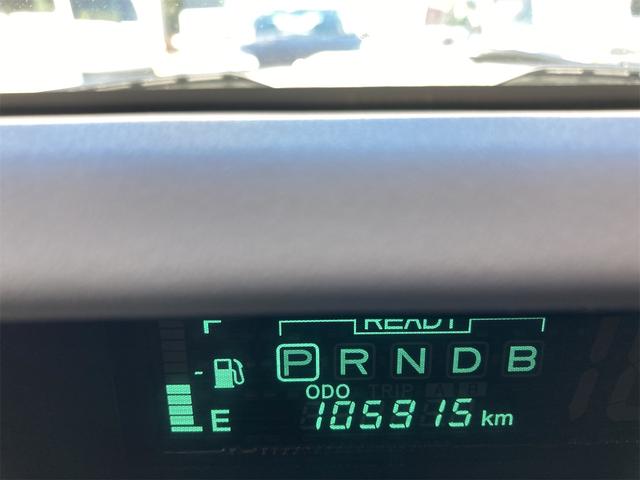 READY
F
P R N D B
ODO TRIP A B
E 105915 km